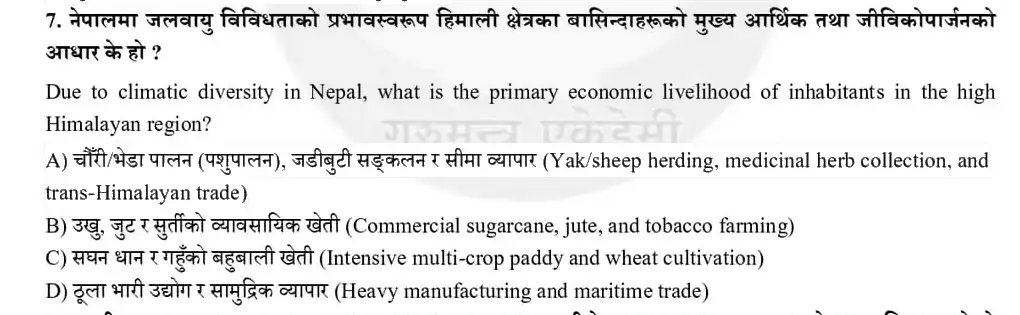 7. नेपालमा जलवायु विविधताको प्रभावस्वरूप हिमाली क्षेत्रका बासिन्दाहरूको मुख्य आर्थिक तथा जीविकोपार्जनको
आधार के हो ?
Due to climatic diversity in Nepal, what is the primary economic livelihood of inhabitants in the high
Himalayan region?
गुरूमन्त्र एकेडेमी
A) चौँरी/भेडा पालन (पशुपालन), जडीबुटी सङ्कलन र सीमा व्यापार (Yak/sheep herding, medicinal herb collection, and
trans-Himalayan trade)
B) उखु, जुट र सुर्तीको व्यावसायिक खेती (Commercial sugarcane, jute, and tobacco farming)
C) सघन धान र गहुँको बहुबाली खेती (Intensive multi-crop paddy and wheat cultivation)
D) ठूला भारी उद्योग र सामुद्रिक व्यापार (Heavy manufacturing and maritime trade)